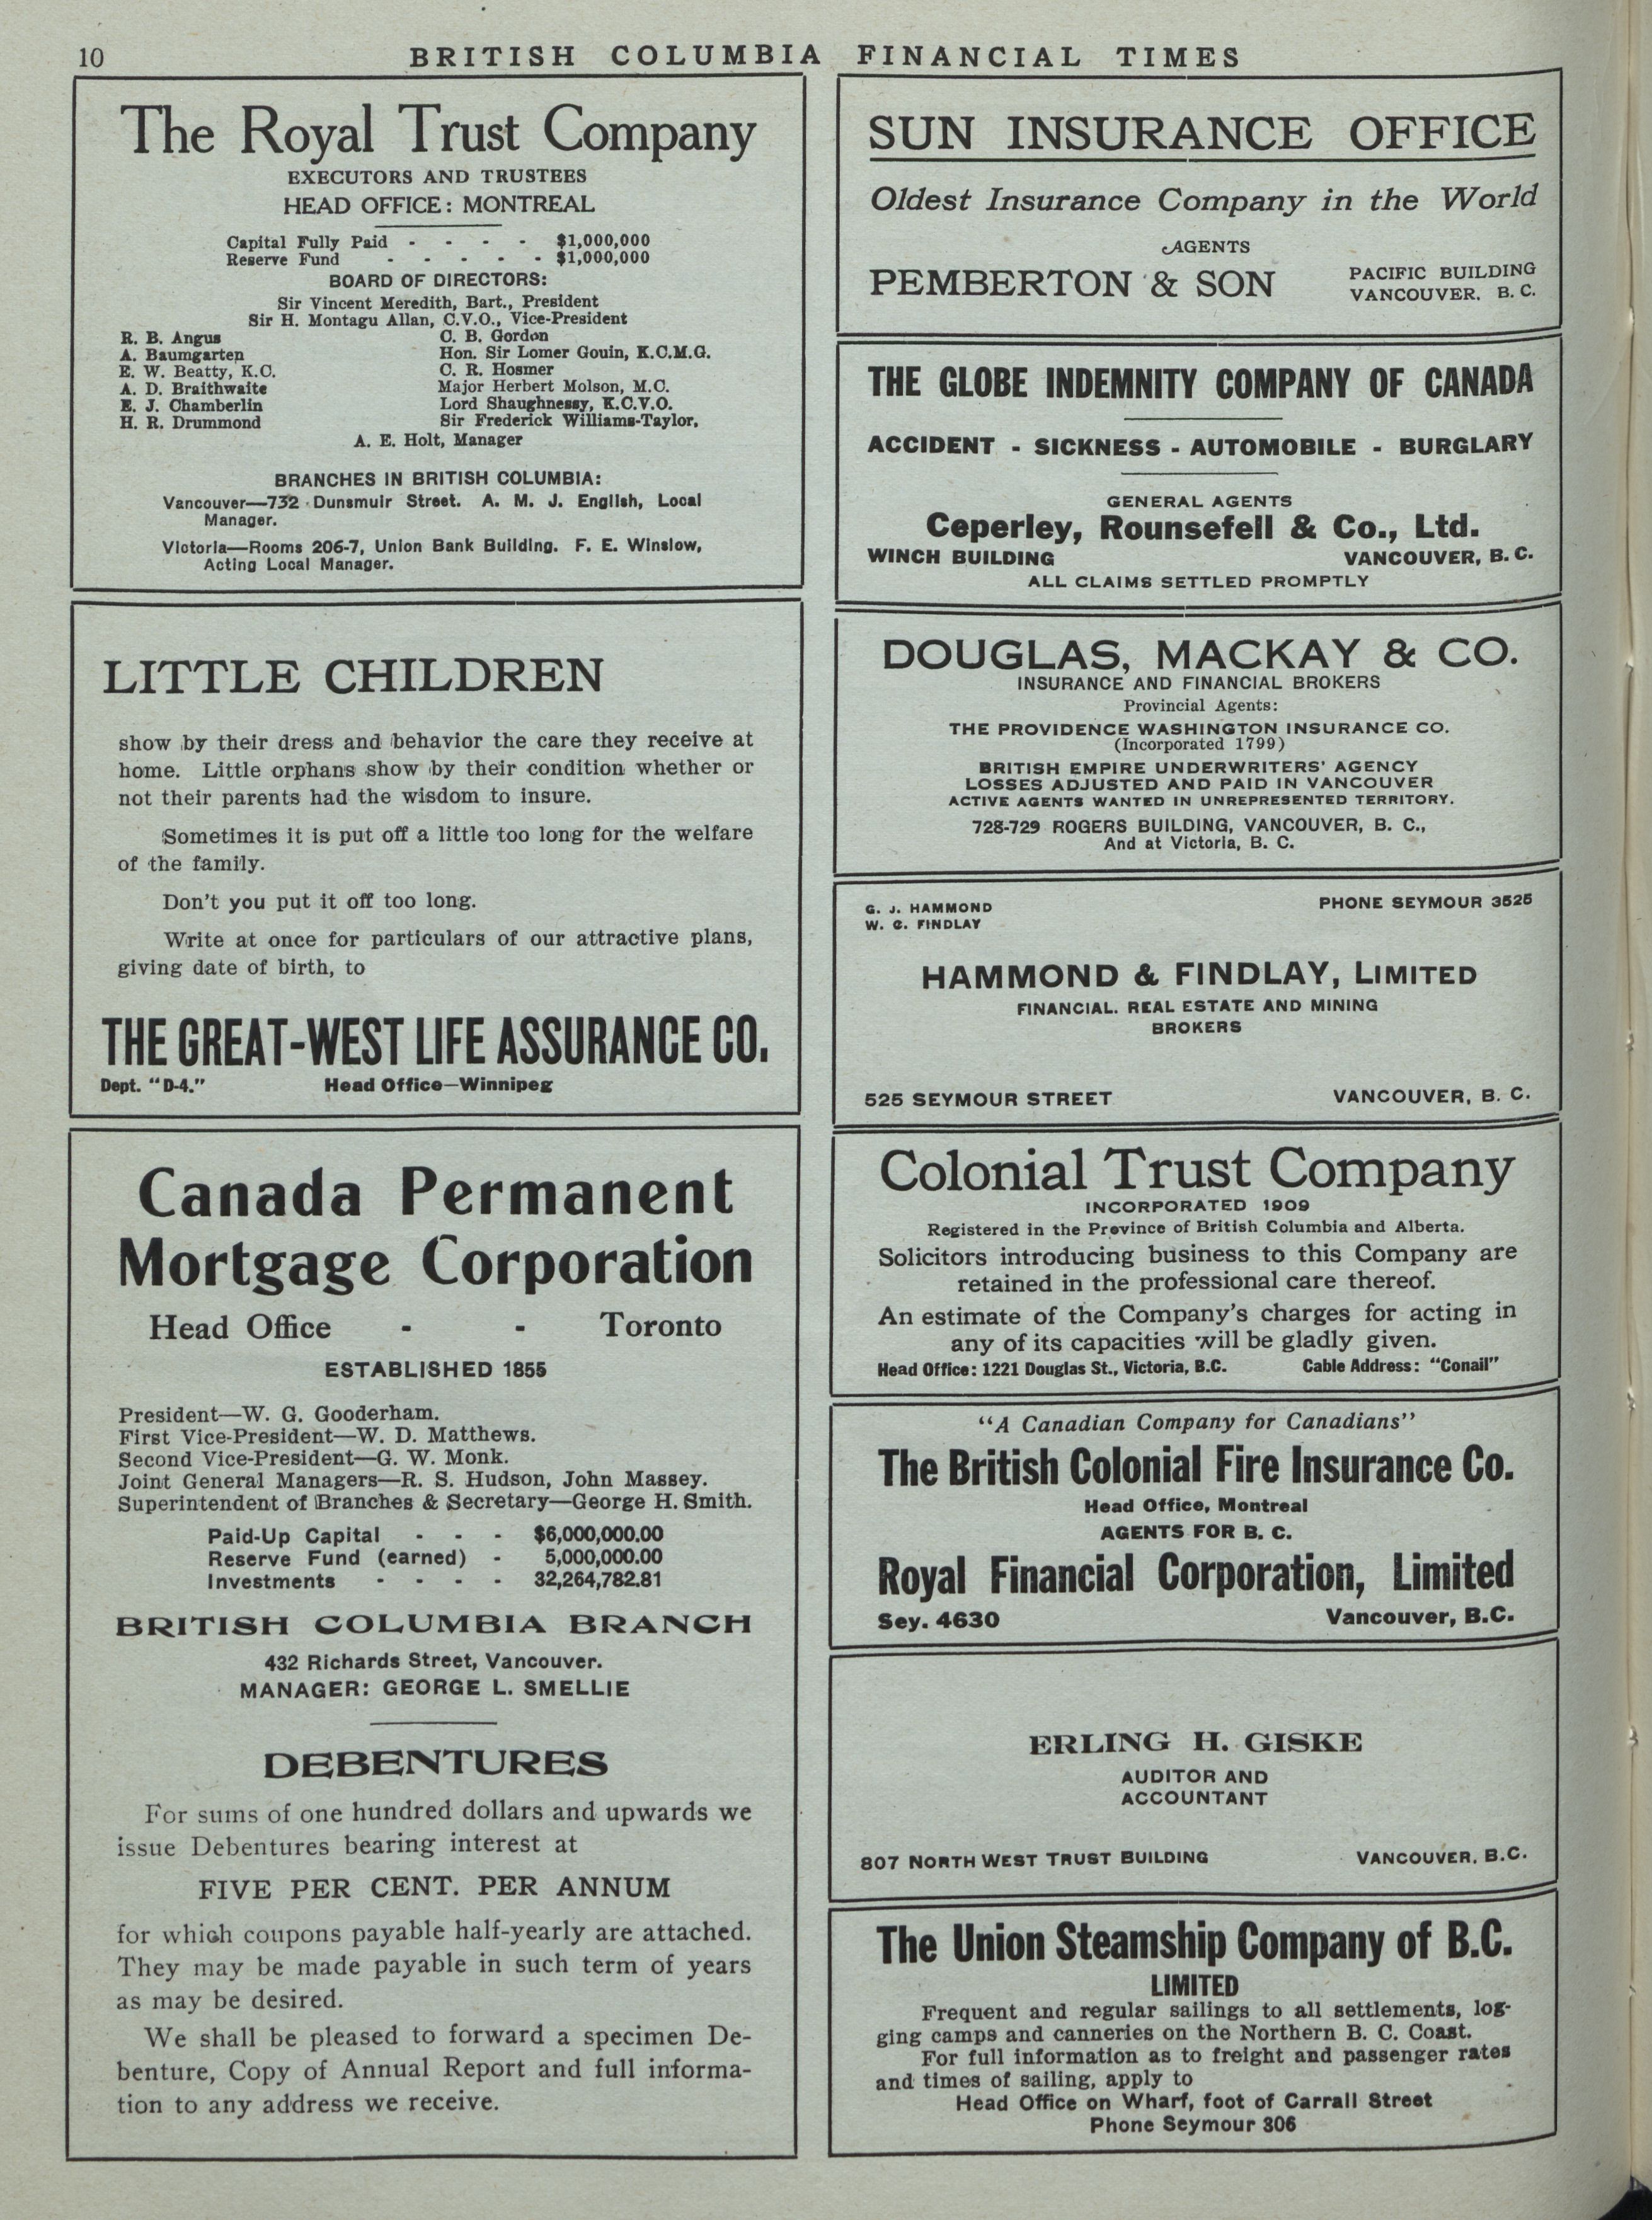 10
BRITISH COLUMBIA FINANCIAL TIMES
The Royal Trust Company
EXECUTORS AND TRUSTEES
HEAD OFFICE: MONTREAL
Capital Fully Paid - - - - $1,000,000
Reserve Fund - - - - - $1,000,000
BOARD OF DIRECTORS:
Sir Vincent Meredith, Bart., President
Sir H. Montagu Allan, C.V.O., Vice-President
R. B. Angus
A. Baumgarten
E. W. Beatty, K.C.
A. D. Braithwaite
E. J. Chamberlin
H. R. Drummond
C. B. Gordon
Hon. Sir Lomer Gouin, K.C.M.G.
C. R. Hosmer
Major Herbert Molson, M.C.
Lord Shaughnessy, K.C.V.O.
Sir Frederick Williams-Taylor,
A. E. Holt, Manager
BRANCHES IN BRITISH COLUMBIA:
Vancouver—732 Dunsmuir Street. A. M. J. English, Local
Manager.
Victoria—Rooms 206-7, Union Bank Building. F. E. Winslow,
Acting Local Manager.
LITTLE CHILDREN
show by their dress and behavior the care they receive at
home. Little orphans show by their condition whether or
not their parents had the wisdom to insure.
Sometimes it is put off a little too long for the welfare
of the family.
Don't you put it off too long.
Write at once for particulars of our attractive plans,
giving date of birth, to
THE GREAT-WEST LIFE ASSURANCE CO.
Dept. "D-4." Head Office—Winnipeg
Canada Permanent
Mortgage Corporation
Head Office - - Toronto
ESTABLISHED 1855
President—W. G. Gooderham.
First Vice-President—W. D. Matthews.
Second Vice-President—G. W. Monk.
Joint General Managers—R. S. Hudson, John Massey.
Superintendent of Branches & Secretary—George H. Smith.
Paid-Up Capital - - - $6,000,000.00
Reserve Fund (earned) - 5,000,000.00
Investments - - - - 32,264,782.81
BRITISH COLUMBIA BRANCH
432 Richards Street, Vancouver.
MANAGER: GEORGE L. SMELLIE
DEBENTURES
For sums of one hundred dollars and upwards we
issue Debentures bearing interest at
FIVE PER CENT. PER ANNUM
for which coupons payable half-yearly are attached.
They may be made payable in such term of years
as may be desired.
We shall be pleased to forward a specimen De-
benture, Copy of Annual Report and full informa-
tion to any address we receive.
SUN INSURANCE OFFICE
Oldest Insurance Company in the World
AGENTS
PEMBERTON & SON
PACIFIC BUILDING
VANCOUVER, B. C.
THE GLOBE INDEMNITY COMPANY OF CANADA
ACCIDENT - SICKNESS - AUTOMOBILE - BURGLARY
GENERAL AGENTS
Ceperley, Rounsefell & Co., Ltd.
WINCH BUILDING VANCOUVER, B. C.
ALL CLAIMS SETTLED PROMPTLY
DOUGLAS, MACKAY & CO.
INSURANCE AND FINANCIAL BROKERS
Provincial Agents:
THE PROVIDENCE WASHINGTON INSURANCE CO.
(Incorporated 1799)
BRITISH EMPIRE UNDERWRITERS' AGENCY
LOSSES ADJUSTED AND PAID IN VANCOUVER
ACTIVE AGENTS WANTED IN UNREPRESENTED TERRITORY.
728-729 ROGERS BUILDING, VANCOUVER, B. C.,
And at Victoria, B. C.
G. J. HAMMOND
W. C. FINDLAY
PHONE SEYMOUR 3525
HAMMOND & FINDLAY, LIMITED
FINANCIAL. REAL ESTATE AND MINING
BROKERS
525 SEYMOUR STREET VANCOUVER, B. C.
Colonial Trust Company
INCORPORATED 1909
Registered in the Province of British Columbia and Alberta.
Solicitors introducing business to this Company are
retained in the professional care thereof.
An estimate of the Company's charges for acting in
any of its capacities will be gladly given.
Head Office: 1221 Douglas St., Victoria, B.C. Cable Address: "Conail"
"A Canadian Company for Canadians"
The British Colonial Fire Insurance Co.
Head Office, Montreal
AGENTS FOR B. C.
Royal Financial Corporation, Limited
Sey. 4630 Vancouver, B.C.
ERLING H. GISKE
AUDITOR AND
ACCOUNTANT
807 NORTH WEST TRUST BUILDING VANCOUVER, B.C.
The Union Steamship Company of B.C.
LIMITED
Frequent and regular sailings to all settlements, log-
ging camps and canneries on the Northern B. C. Coast.
For full information as to freight and passenger rates
and times of sailing, apply to
Head Office on Wharf, foot of Carrall Street
Phone Seymour 306